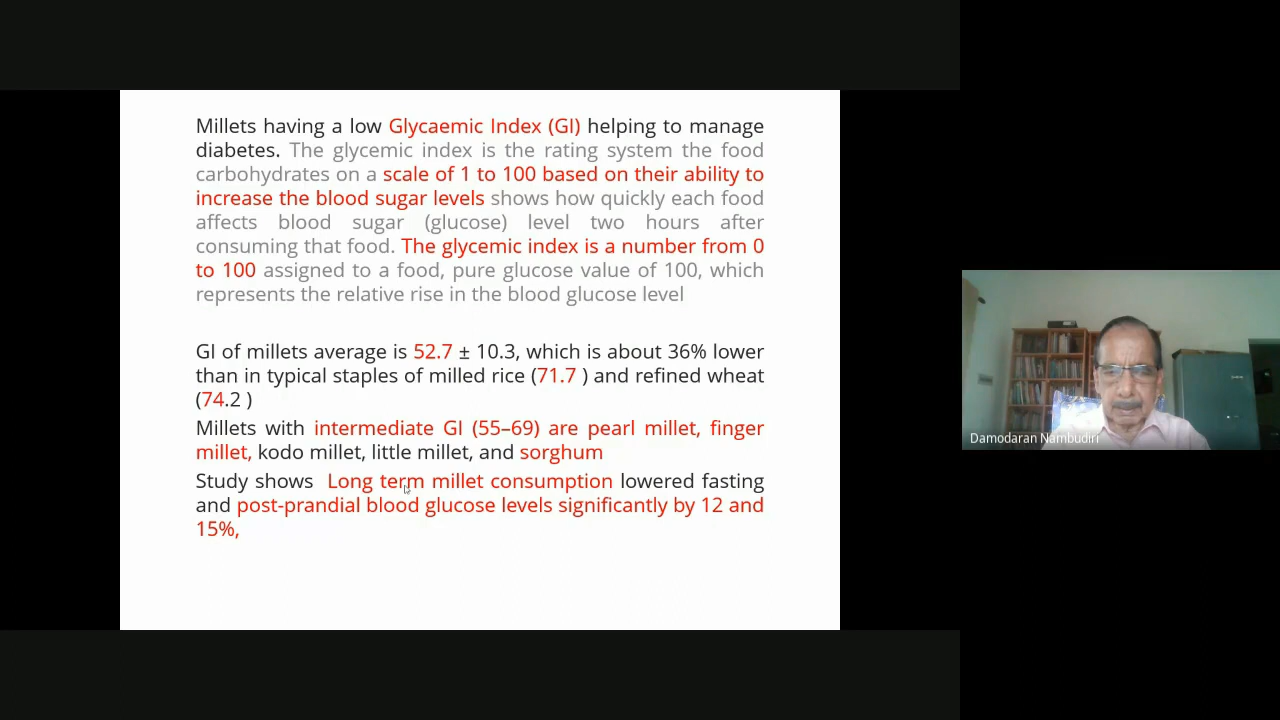 Millets having a low Glycaemic Index (GI) helping to manage
diabetes. The glycemic index is the rating system the food
carbohydrates on a scale of 1 to 100 based on their ability to
increase the blood sugar levels shows how quickly each food
affects blood sugar (glucose) level two hours after
consuming that food. The glycemic index is a number from 0
to 100 assigned to a food, pure glucose value of 100, which
represents the relative rise in the blood glucose level
GI of millets average is 52.7 ± 10.3, which is about 36% lower
than in typical staples of milled rice (71.7 ) and refined wheat
(74.2 )
Millets with intermediate GI (55–69) are pearl millet, finger
millet, kodo millet, little millet, and sorghum
Study shows Long term millet consumption lowered fasting
and post-prandial blood glucose levels significantly by 12 and
15%,
Damodaran Nambudiri